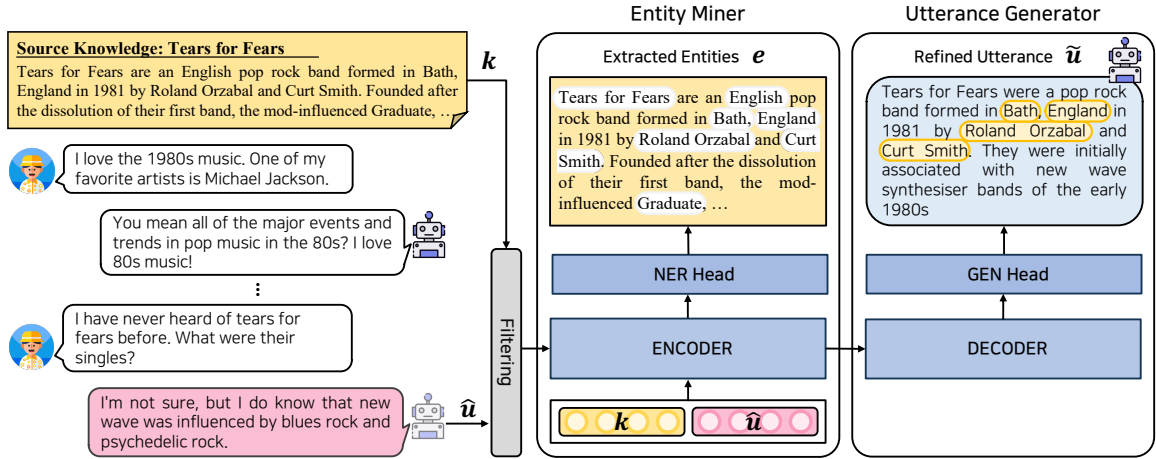 Source Knowledge: Tears for Fears
Tears for Fears are an English pop rock band formed in Bath,
England in 1981 by Roland Orzabal and Curt Smith. Founded after
the dissolution of their first band, the mod-influenced Graduate, …
k
I love the 1980s music. One of my
favorite artists is Michael Jackson.
You mean all of the major events and
trends in pop music in the 80s? I love
80s music!
⋮
I have never heard of tears for
fears before. What were their
singles?
I'm not sure, but I do know that new
wave was influenced by blues rock and
psychedelic rock.
û
Filtering
Entity Miner
Extracted Entities e
Tears for Fears are an English pop
rock band formed in Bath, England
in 1981 by Roland Orzabal and Curt
Smith. Founded after the dissolution
of their first band, the mod-
influenced Graduate, …
NER Head
ENCODER
k û
Utterance Generator
Refined Utterance ũ
Tears for Fears were a pop rock
band formed in Bath, England in
1981 by Roland Orzabal and
Curt Smith. They were initially
associated with new wave
synthesiser bands of the early
1980s
GEN Head
DECODER